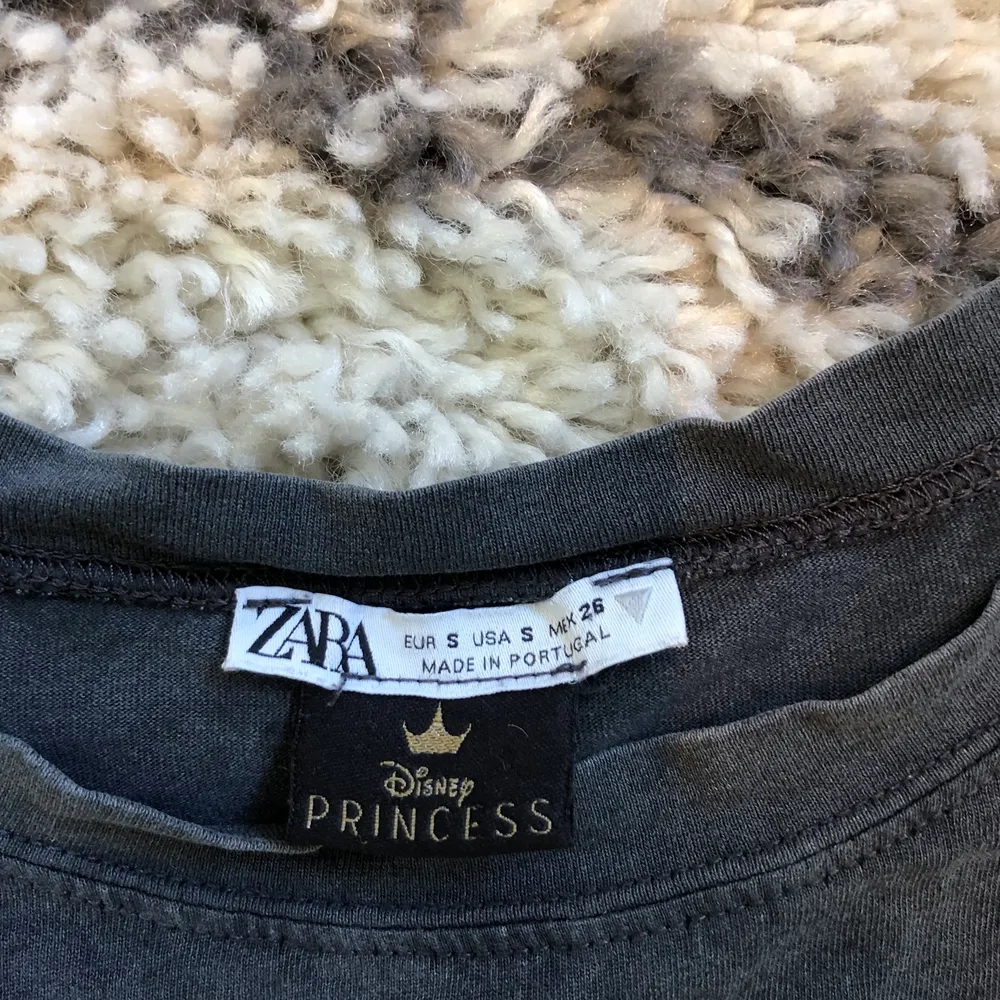 ZARA
EUR S USA S MEX 26
MADE IN PORTUGAL
Disney
PRINCESS